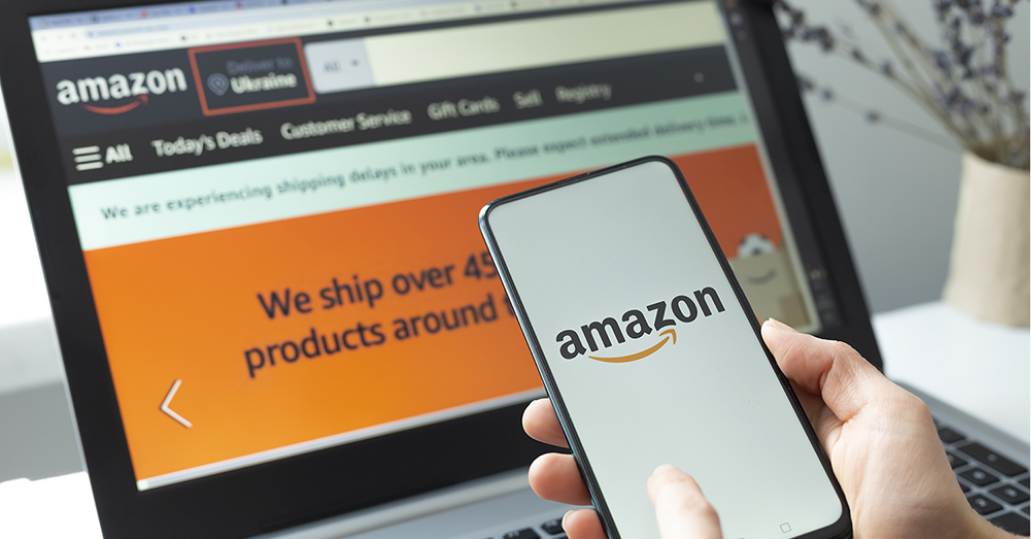 amazon
Deliver to
Ukraine
All
All
Today's Deals
Customer Service
Gift Cards
Sell
Registry
We are experiencing shipping delays in your area. Please expect extended delivery time.
We ship over 45
products around
amazon